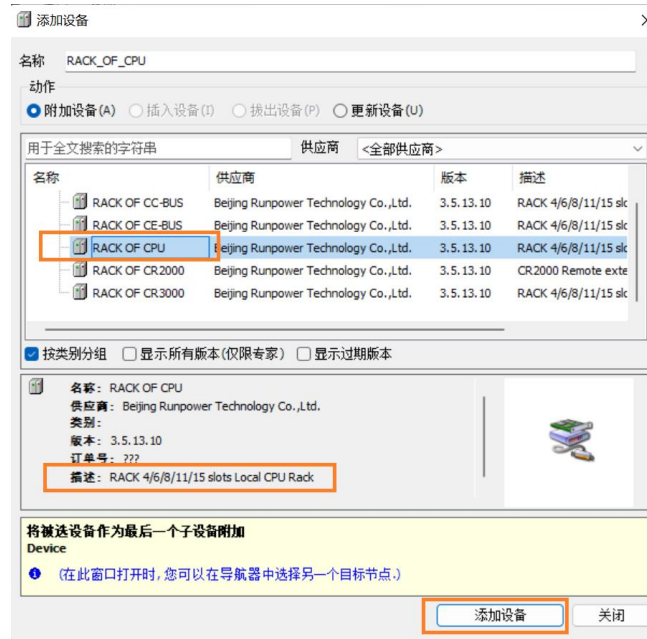 添加设备
名称 RACK_OF_CPU
动作
附加设备(A) 插入设备(I) 拔出设备(P) 更新设备(U)
用于全文搜索的字符串 供应商 <全部供应商>
名称 供应商 版本 描述
RACK OF CC-BUS Beijing Runpower Technology Co.,Ltd. 3.5.13.10 RACK 4/6/8/11/15 slo
RACK OF CE-BUS Beijing Runpower Technology Co.,Ltd. 3.5.13.10 RACK 4/6/8/11/15 slo
RACK OF CPU Beijing Runpower Technology Co.,Ltd. 3.5.13.10 RACK 4/6/8/11/15 slo
RACK OF CR2000 Beijing Runpower Technology Co.,Ltd. 3.5.13.10 CR2000 Remote exte
RACK OF CR3000 Beijing Runpower Technology Co.,Ltd. 3.5.13.10 RACK 4/6/8/11/15 slo
按类别分组 显示所有版本(仅限专家) 显示过期版本
名称: RACK OF CPU
供应商: Beijing Runpower Technology Co.,Ltd.
类别:
版本: 3.5.13.10
订单号: ???
描述: RACK 4/6/8/11/15 slots Local CPU Rack
将被选设备作为最后一个子设备附加
Device
(在此窗口打开时,您可以在导航器中选择另一个目标节点.)
添加设备 关闭